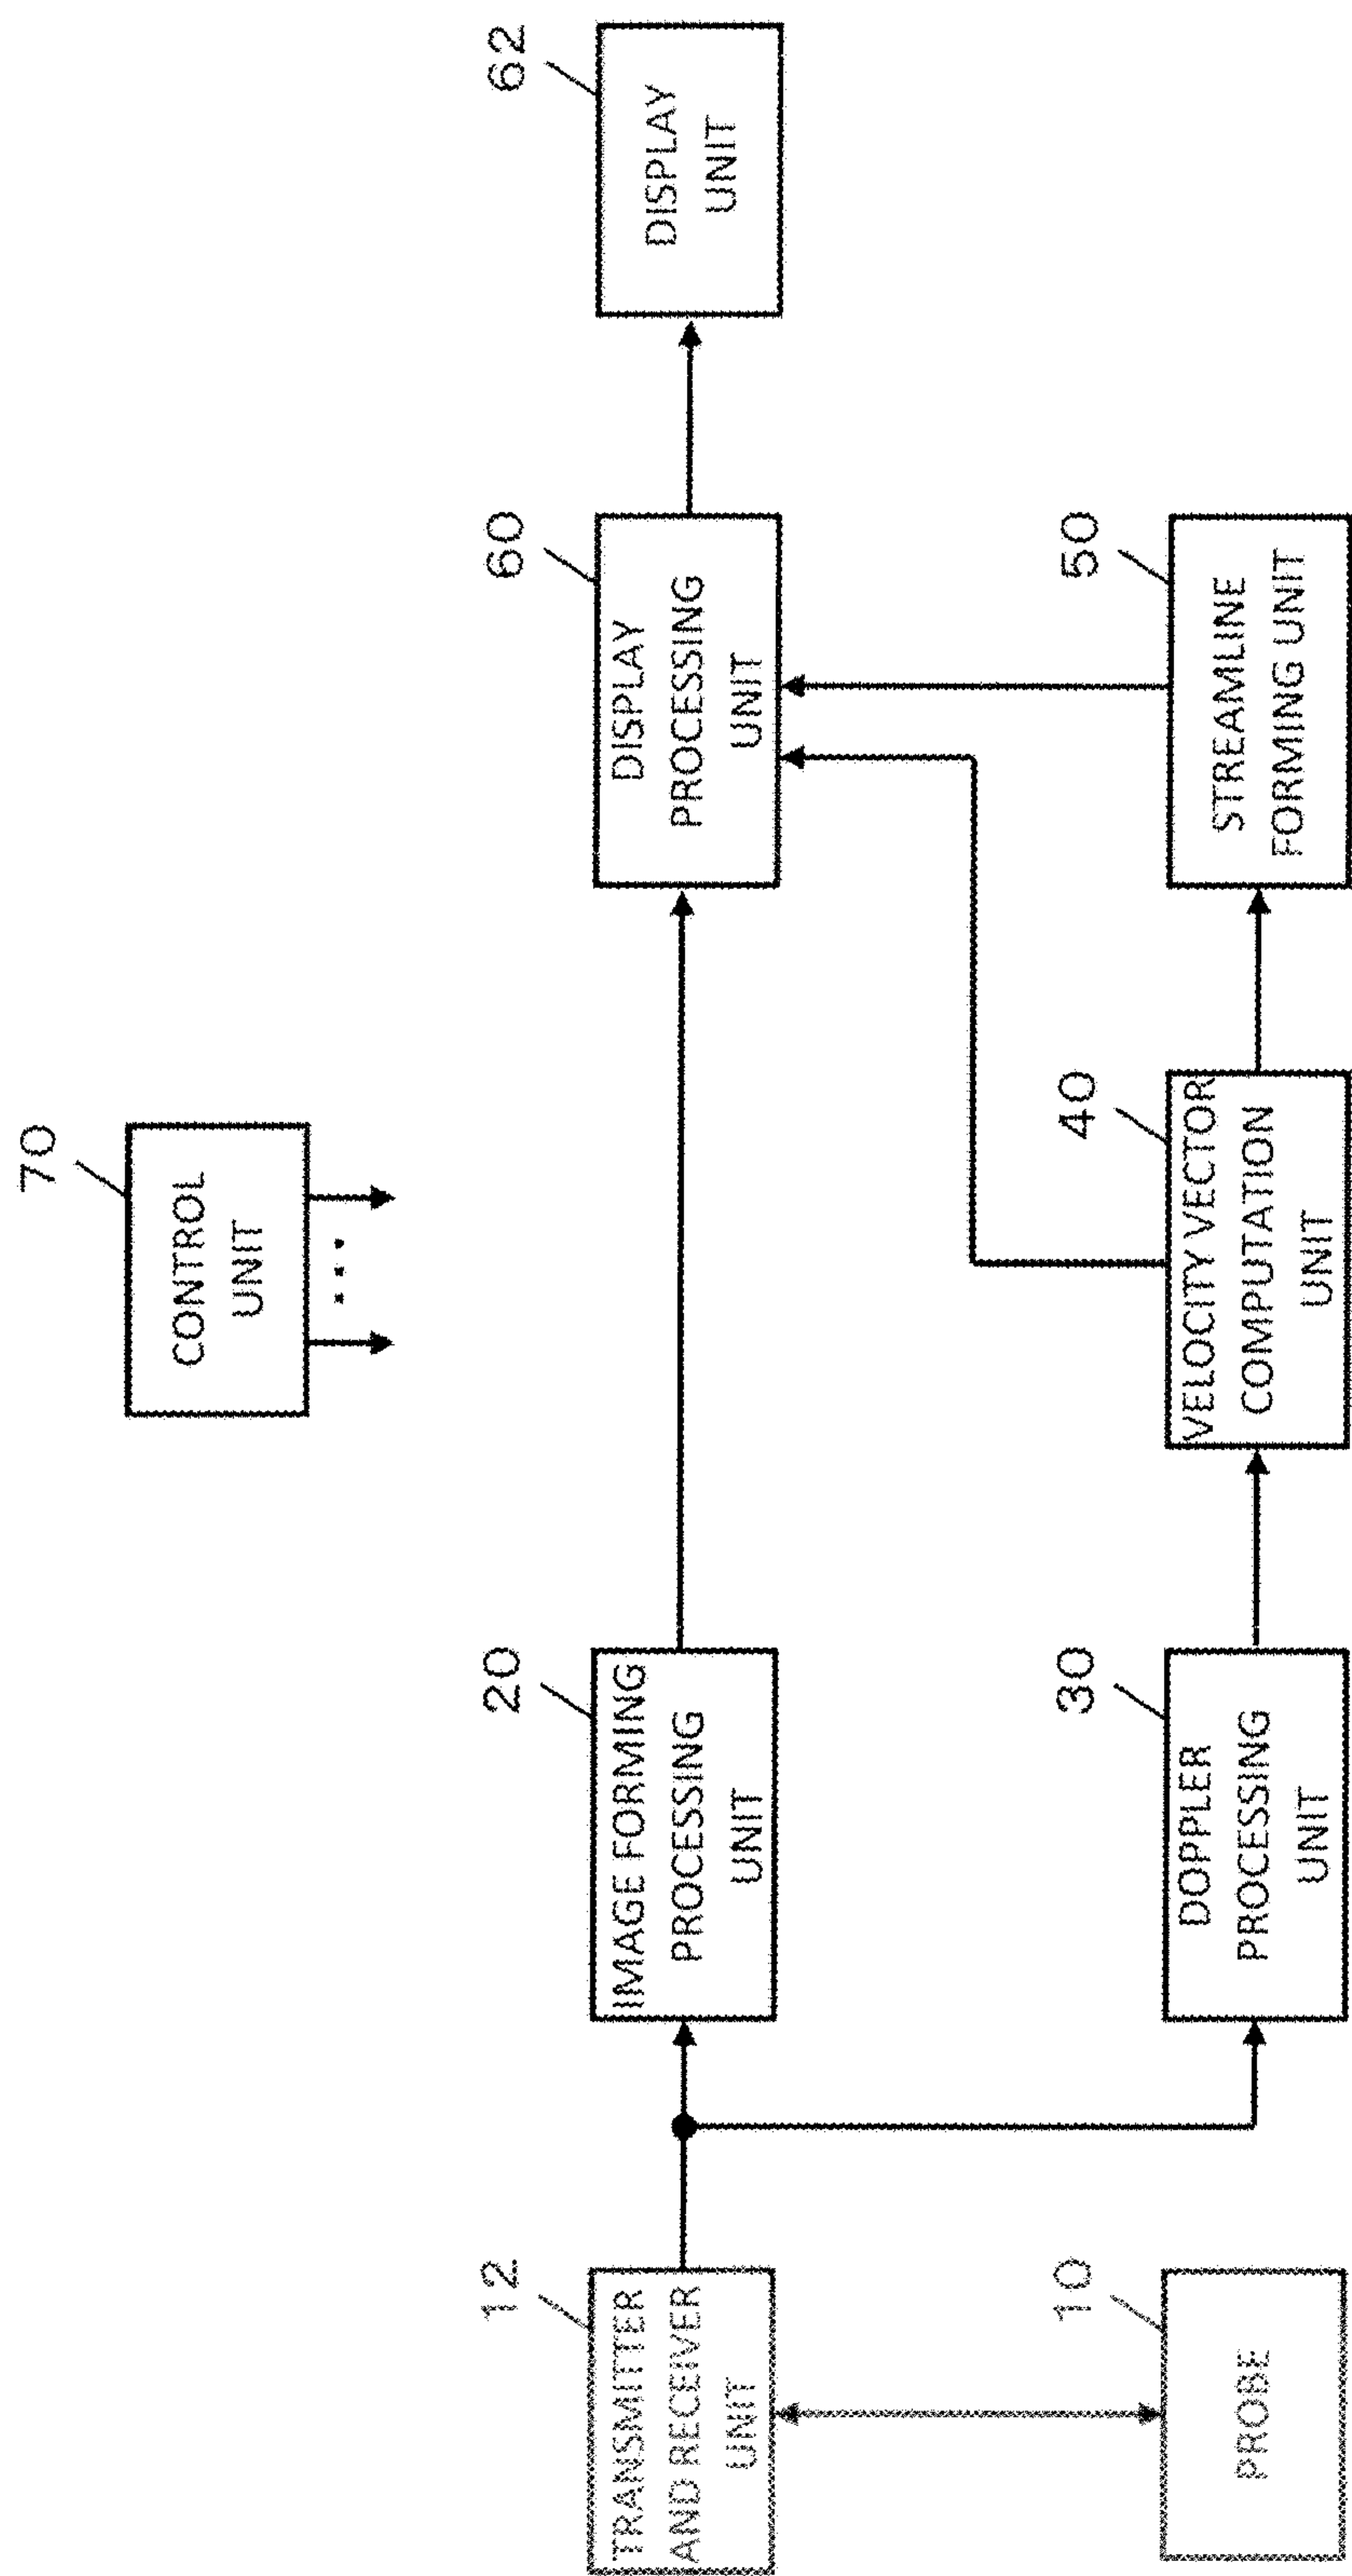 70
CONTROL
UNIT
12
TRANSMITTER
AND RECEIVER
UNIT
20
IMAGE FORMING
PROCESSING
UNIT
60
DISPLAY
PROCESSING
UNIT
62
DISPLAY
UNIT
10
PROBE
30
DOPPLER
PROCESSING
UNIT
40
VELOCITY VECTOR
COMPUTATION
UNIT
50
STREAMLINE
FORMING UNIT